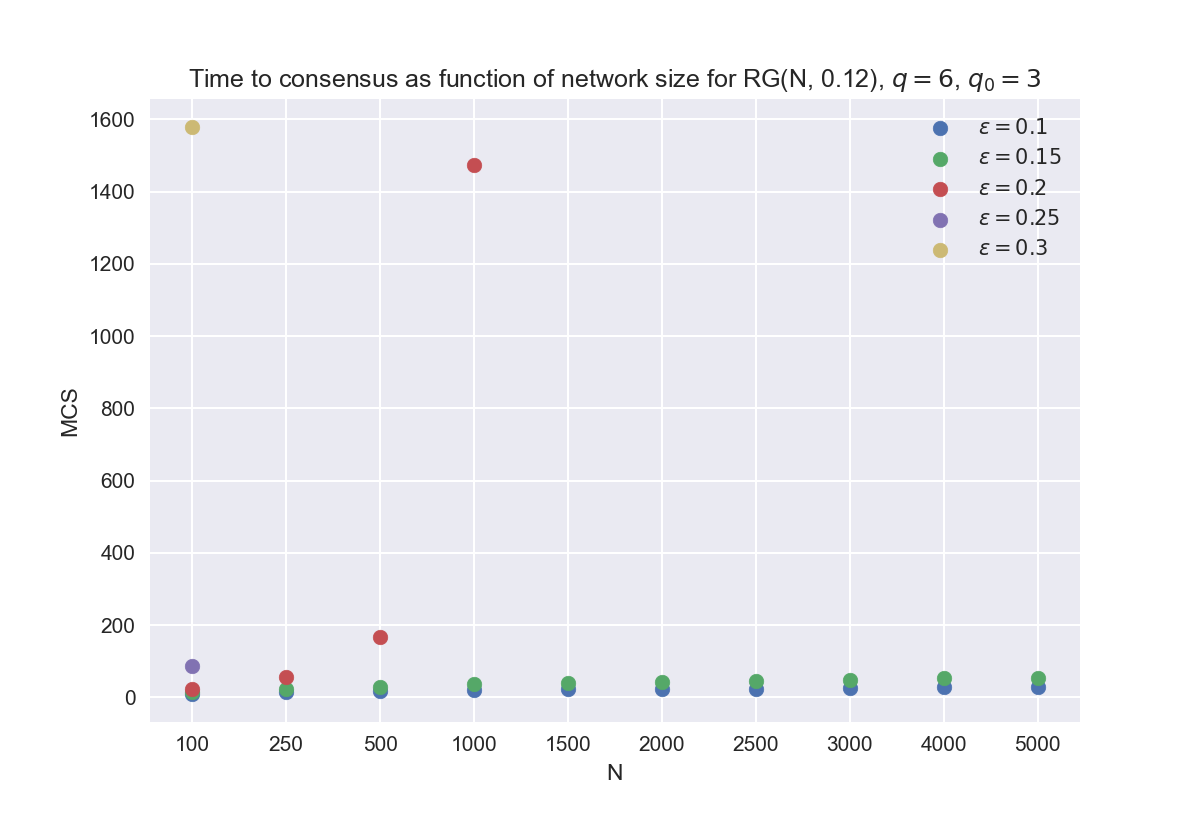 Time to consensus as function of network size for RG(N, 0.12), q = 6, q₀ = 3
1600
1400
1200
1000
800
600
400
200
0
MCS
ε = 0.1
ε = 0.15
ε = 0.2
ε = 0.25
ε = 0.3
100 250 500 1000 1500 2000 2500 3000 4000 5000
N